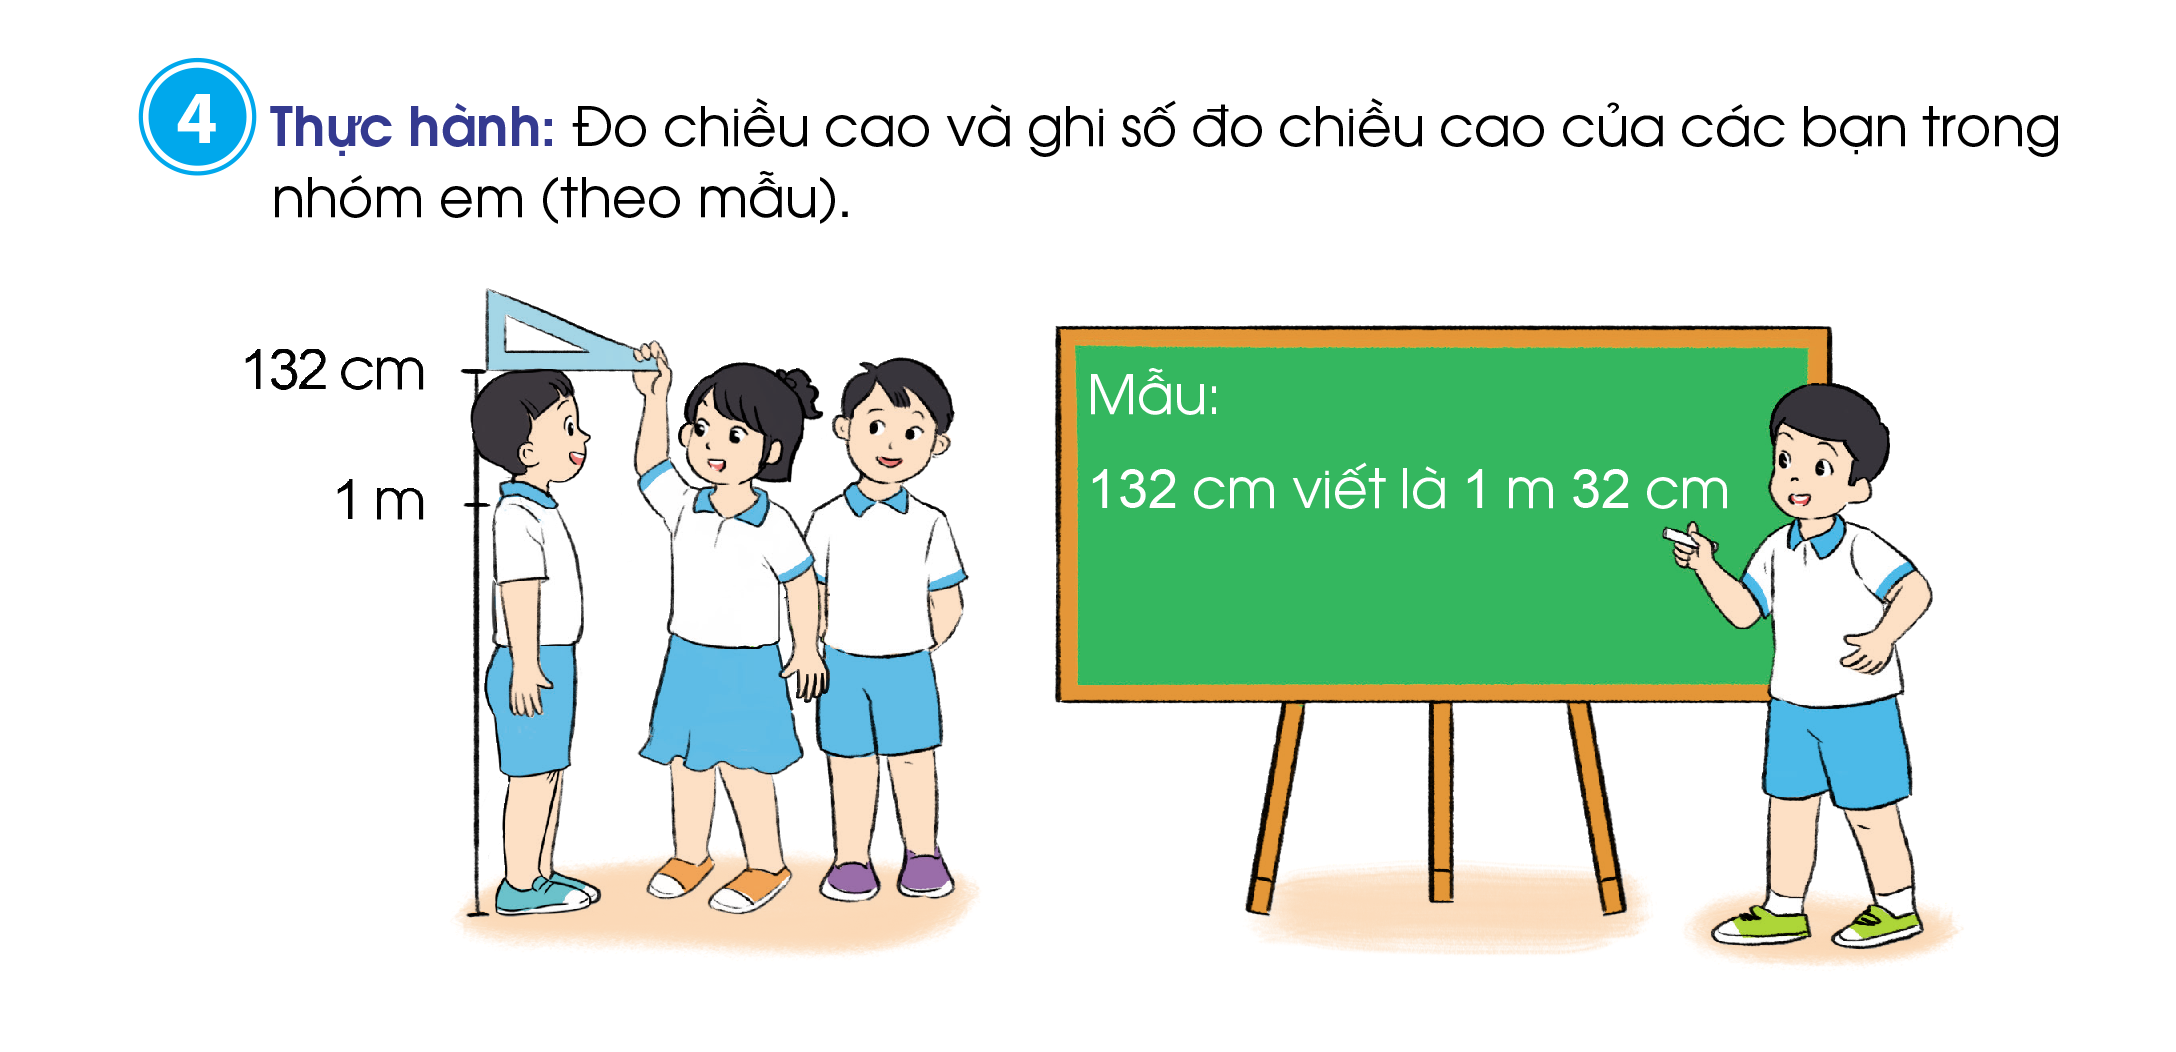 4
Thực hành: Đo chiều cao và ghi số đo chiều cao của các bạn trong
nhóm em (theo mẫu).
132 cm
1 m
Mẫu:
132 cm viết là 1 m 32 cm